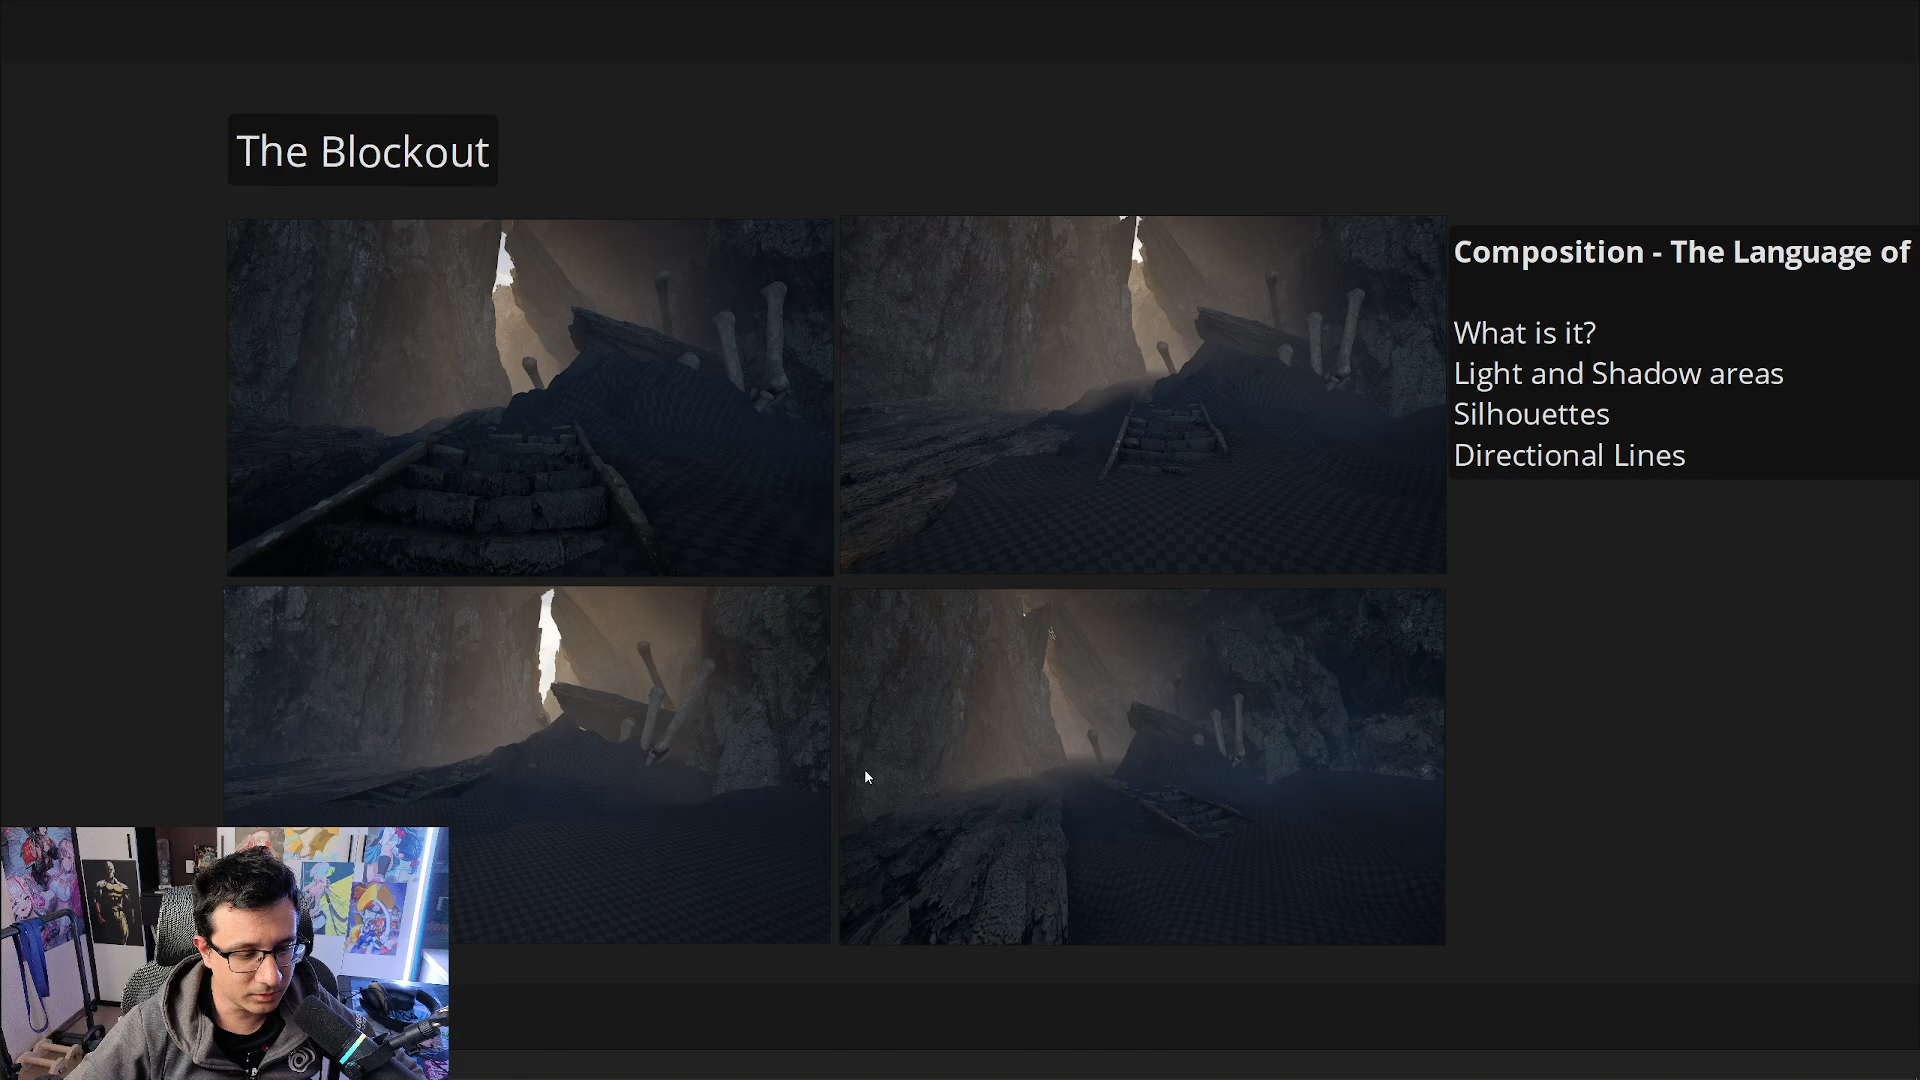 The Blockout
Composition - The Language of
What is it?
Light and Shadow areas
Silhouettes
Directional Lines